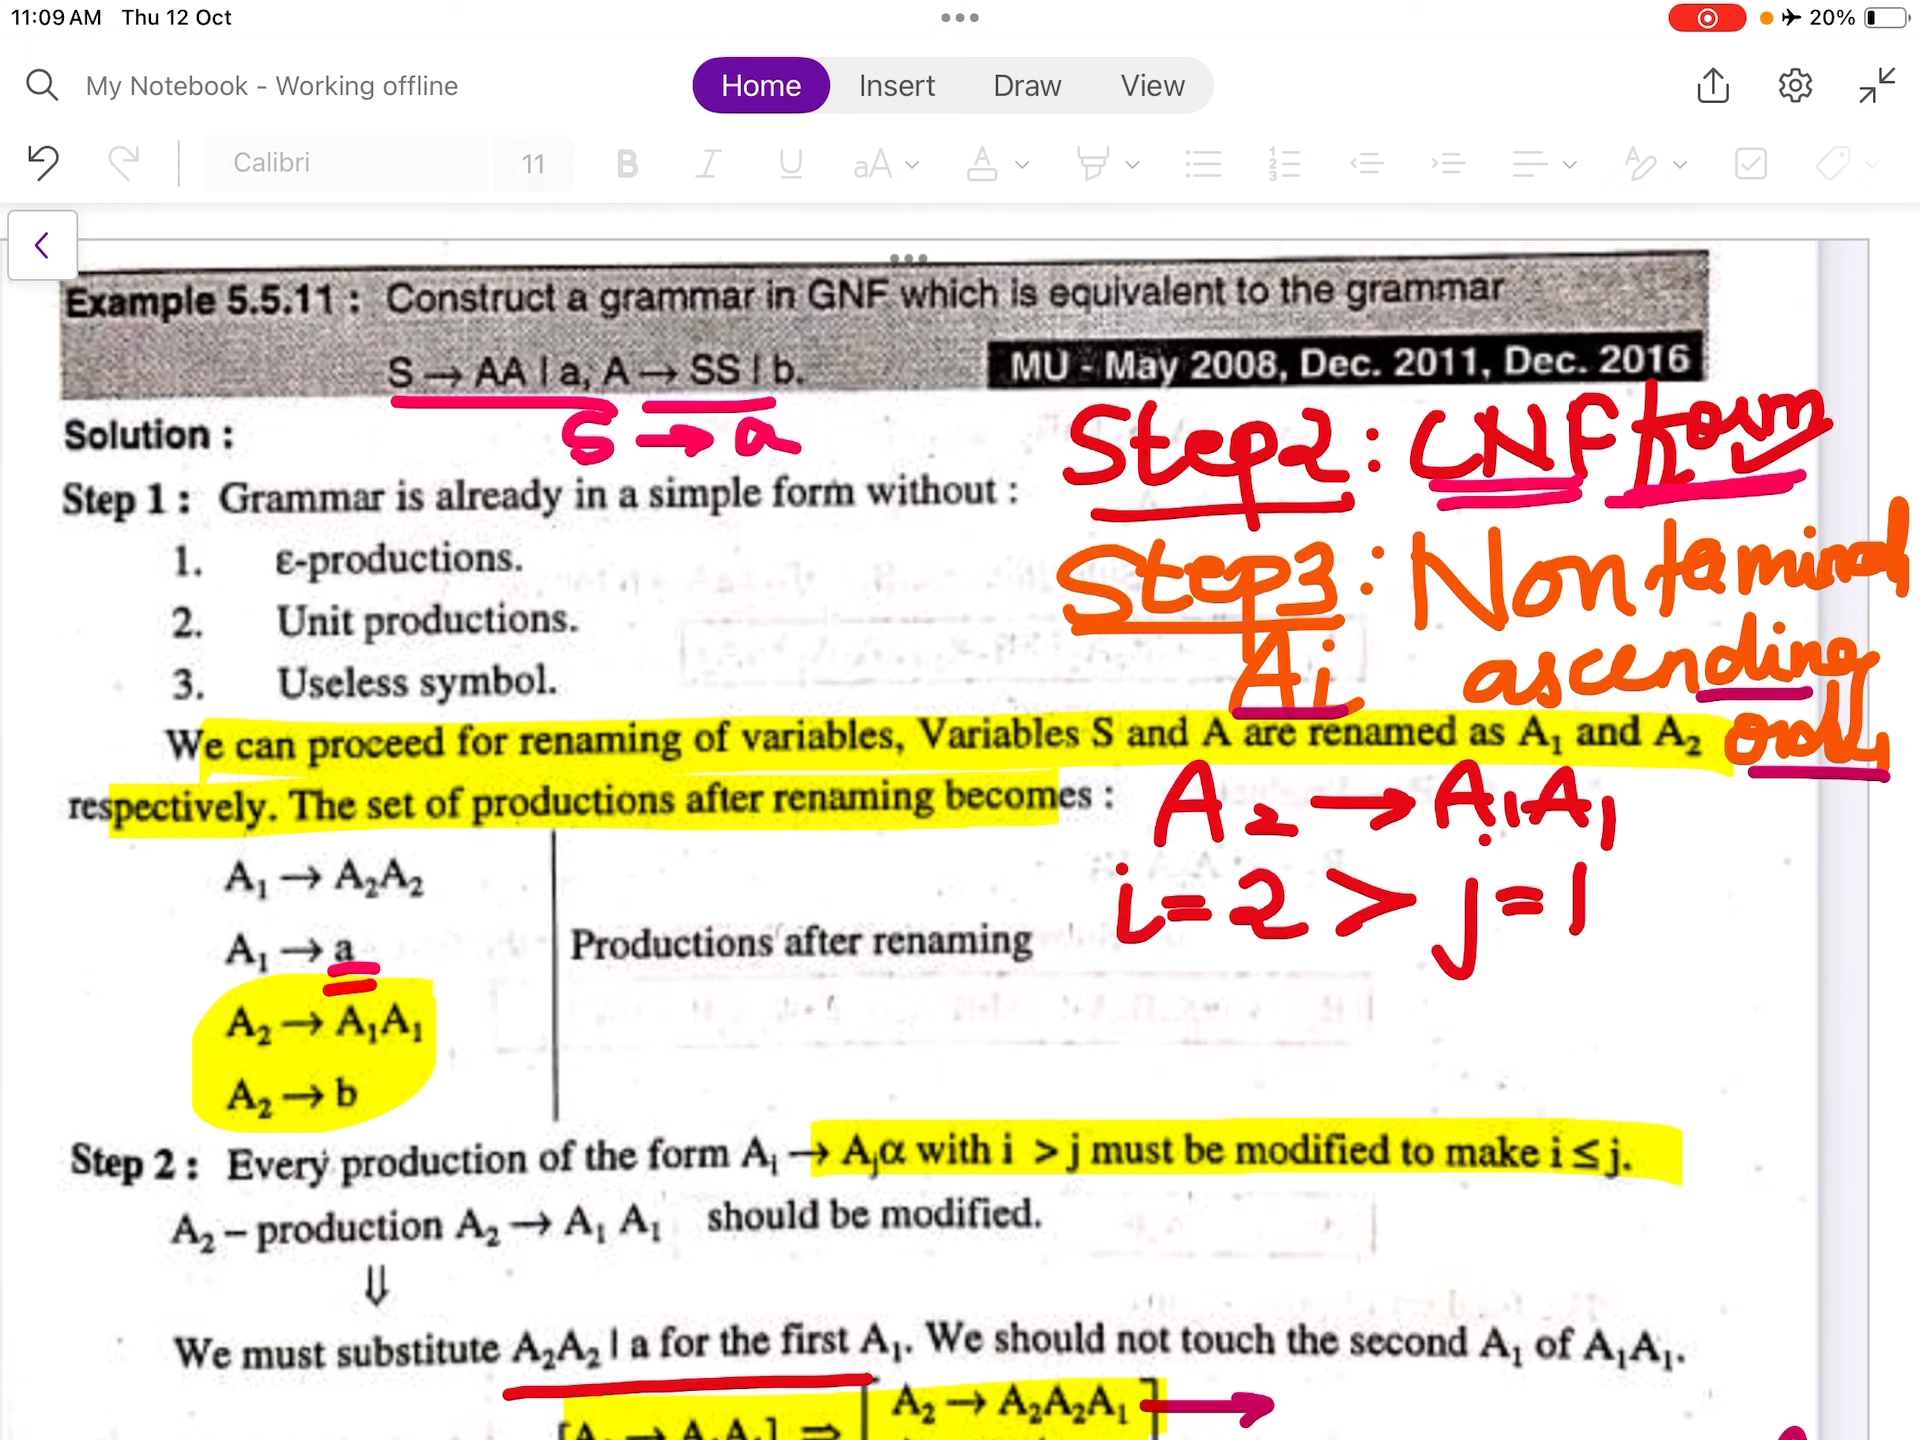 11:09 AM Thu 12 Oct
20%
My Notebook - Working offline
Home Insert Draw View
Calibri 11 B I U aA A
Example 5.5.11 : Construct a grammar in GNF which is equivalent to the grammar
S → AA | a, A → SS | b.
MU - May 2008, Dec. 2011, Dec. 2016
S → a
Solution :
Step2: CNF form
Step 1 : Grammar is already in a simple form without :
1. ε-productions.
Step3: Non terminal
2. Unit productions.
Ai ascending
order
3. Useless symbol.
We can proceed for renaming of variables, Variables S and A are renamed as A₁ and A₂
respectively. The set of productions after renaming becomes :
A₂ → A₁A₁
i=2 > j=1
A₁ → A₂A₂
A₁ → a
Productions after renaming
A₂ → A₁A₁
A₂ → b
Step 2 : Every production of the form Aᵢ → Aⱼα with i > j must be modified to make i ≤ j.
A₂ – production A₂ → A₁ A₁ should be modified.
⇓
We must substitute A₂A₂ | a for the first A₁. We should not touch the second A₁ of A₁A₁.
A₂ → A₂A₂A₁